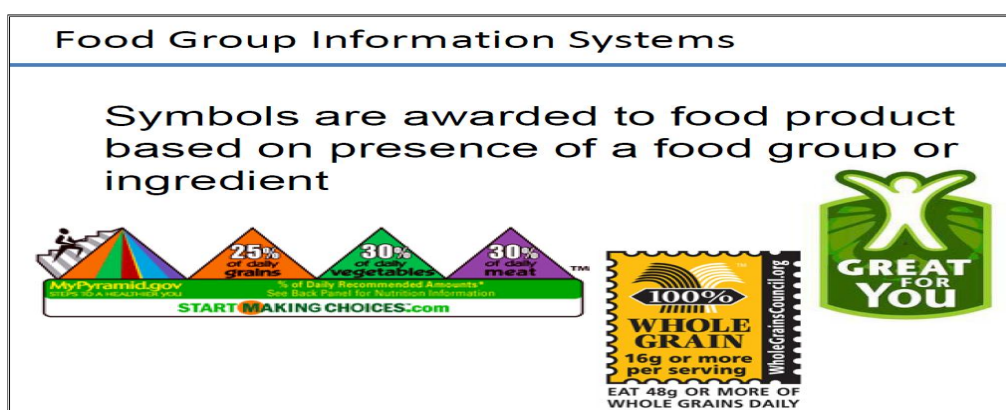 Food Group Information Systems
Symbols are awarded to food product
based on presence of a food group or
ingredient
25%
of daily
grains
30%
of daily
vegetables
30%
of daily
meat
TM
MyPyramid.gov
STEPS TO A HEALTHIER YOU
% of Daily Recommended Amounts*
See Back Panel for Nutrition Information
START MAKING CHOICES.com
100%
WHOLE
GRAIN
16g or more
per serving
WholeGrainsCouncil.org
EAT 48g OR MORE OF
WHOLE GRAINS DAILY
GREAT
FOR
YOU